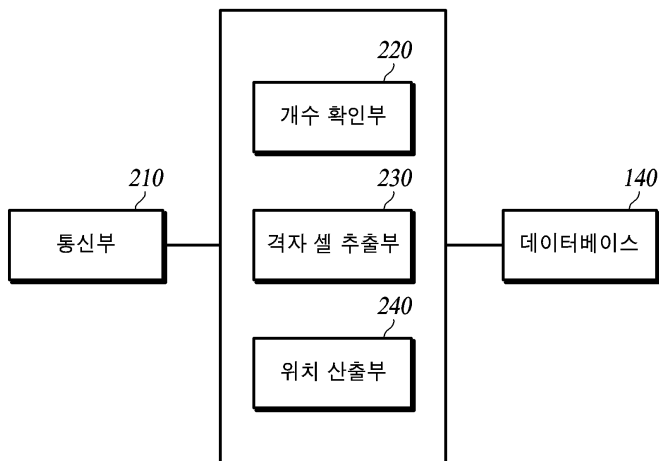 220
개수 확인부
210
통신부
230
격자 셀 추출부
140
데이터베이스
240
위치 산출부